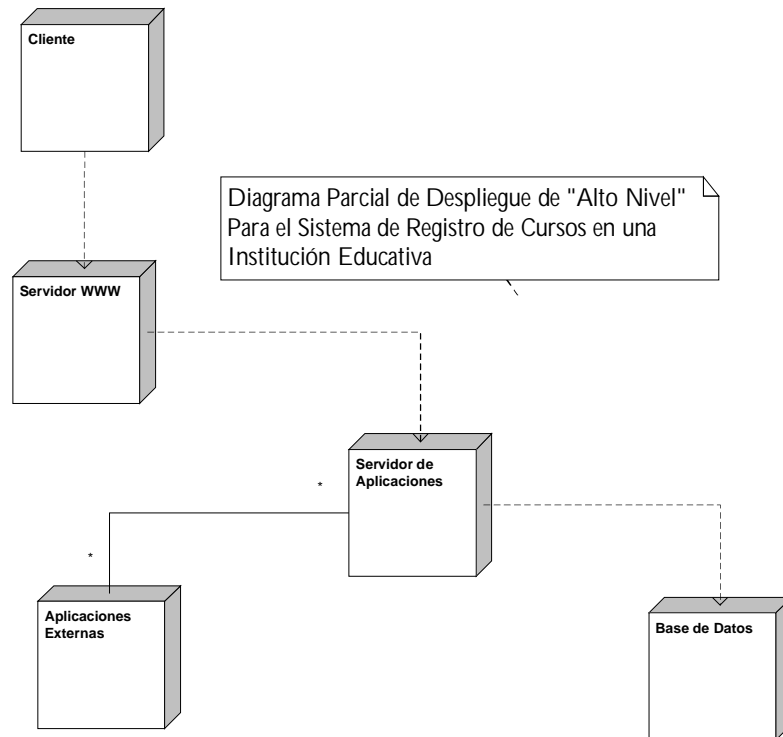 Cliente
Diagrama Parcial de Despliegue de "Alto Nivel"
Para el Sistema de Registro de Cursos en una
Institución Educativa
Servidor WWW
Servidor de
Aplicaciones
*
*
Aplicaciones
Externas
Base de Datos